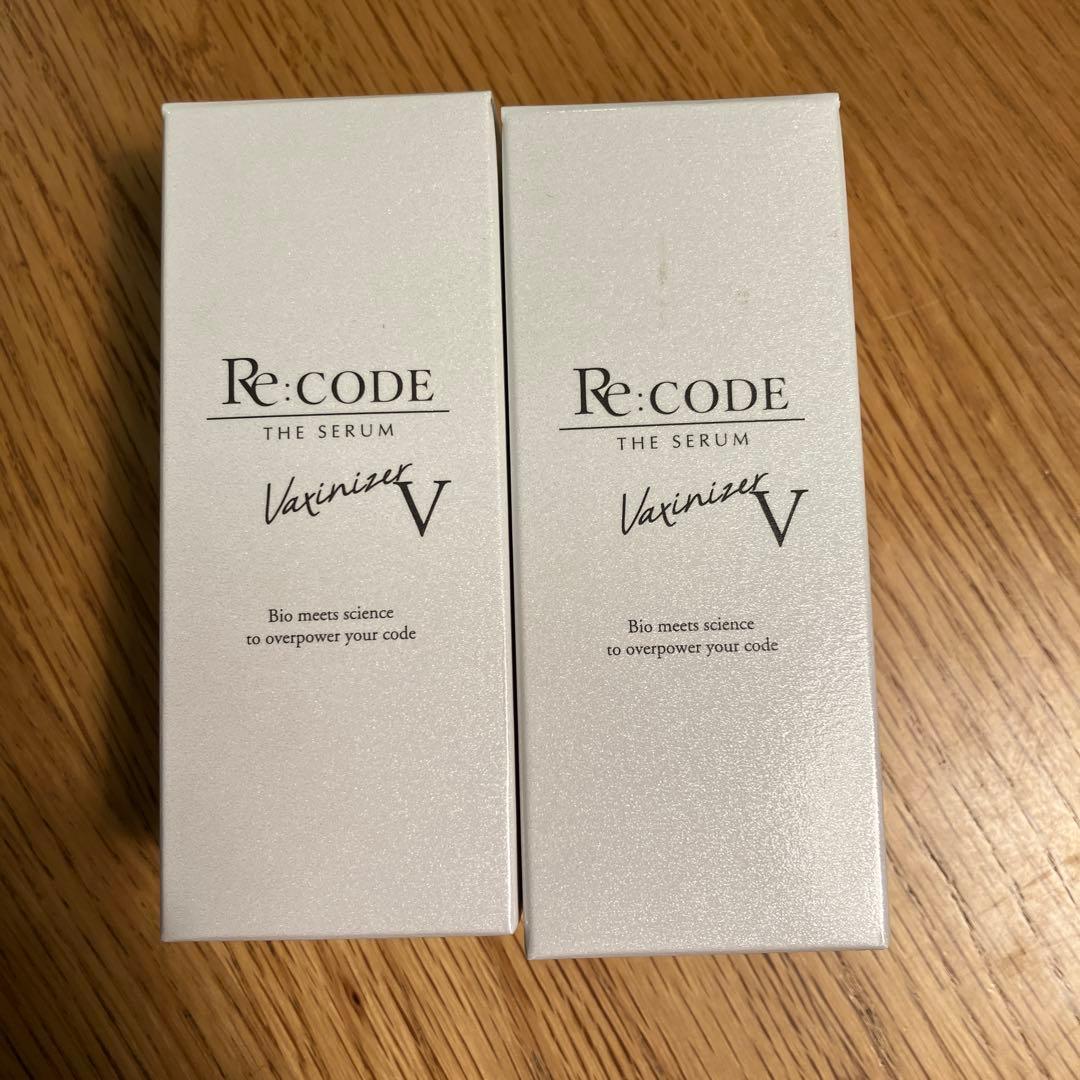 Re:CODE
THE SERUM
Vaxinizer
V
Bio meets science
to overpower your code
Re:CODE
THE SERUM
Vaxinizer
V
Bio meets science
to overpower your code